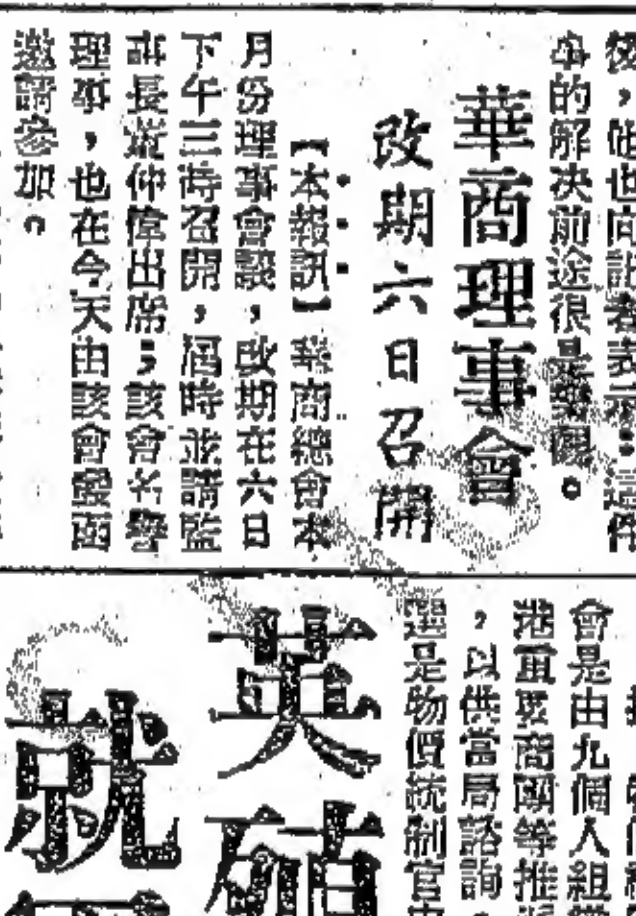 ，他也向記者表示：這件
事的解決前途很是樂觀。
華商理事會
改期六日召開
【本報訊】華商總會本
月份理事會議，改期在六日
下午三時召開，屆時並請監
事長 仲偉出席；該會名譽
理事，也在今天由該會發函
邀請參加。
會是由九個人組
港重要商團等推
，以供當局諮詢。
還是物價統制官
英
就